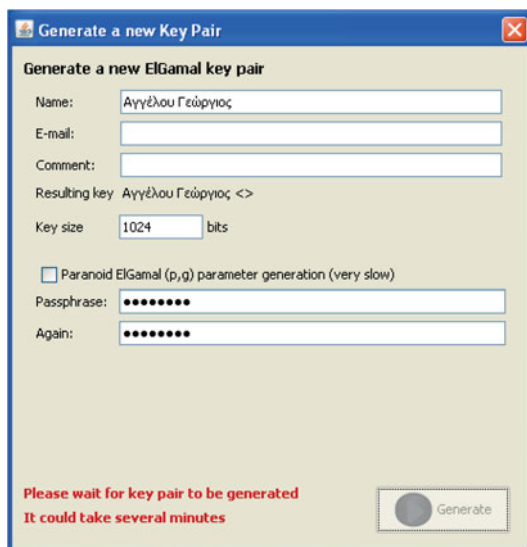 Generate a new Key Pair
Generate a new ElGamal key pair
Name: Αγγέλου Γεώργιος
E-mail:
Comment:
Resulting key Αγγέλου Γεώργιος <>
Key size 1024 bits
Paranoid ElGamal (p,g) parameter generation (very slow)
Passphrase: ●●●●●●●●
Again: ●●●●●●●●
Please wait for key pair to be generated
It could take several minutes
Generate